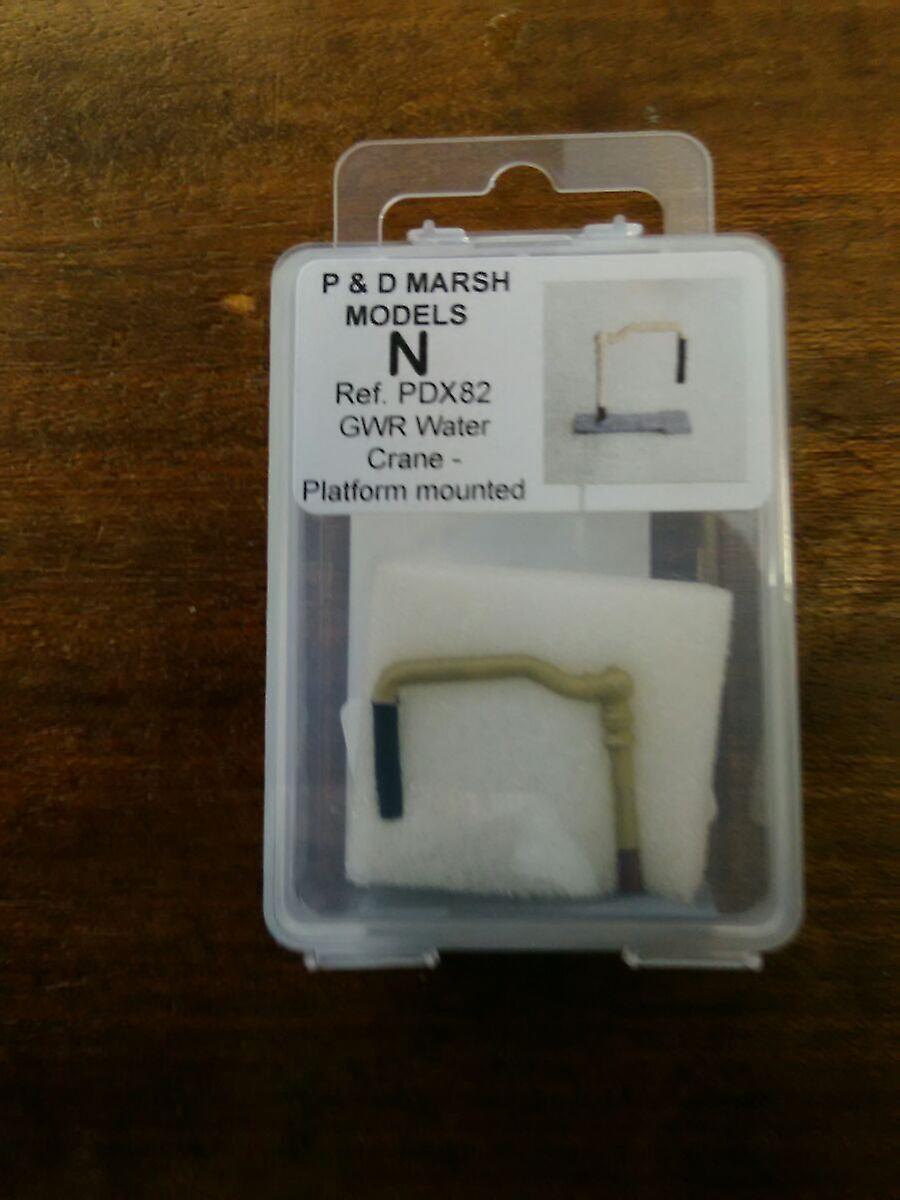 P & D MARSH
MODELS
N
Ref. PDX82
GWR Water
Crane -
Platform mounted